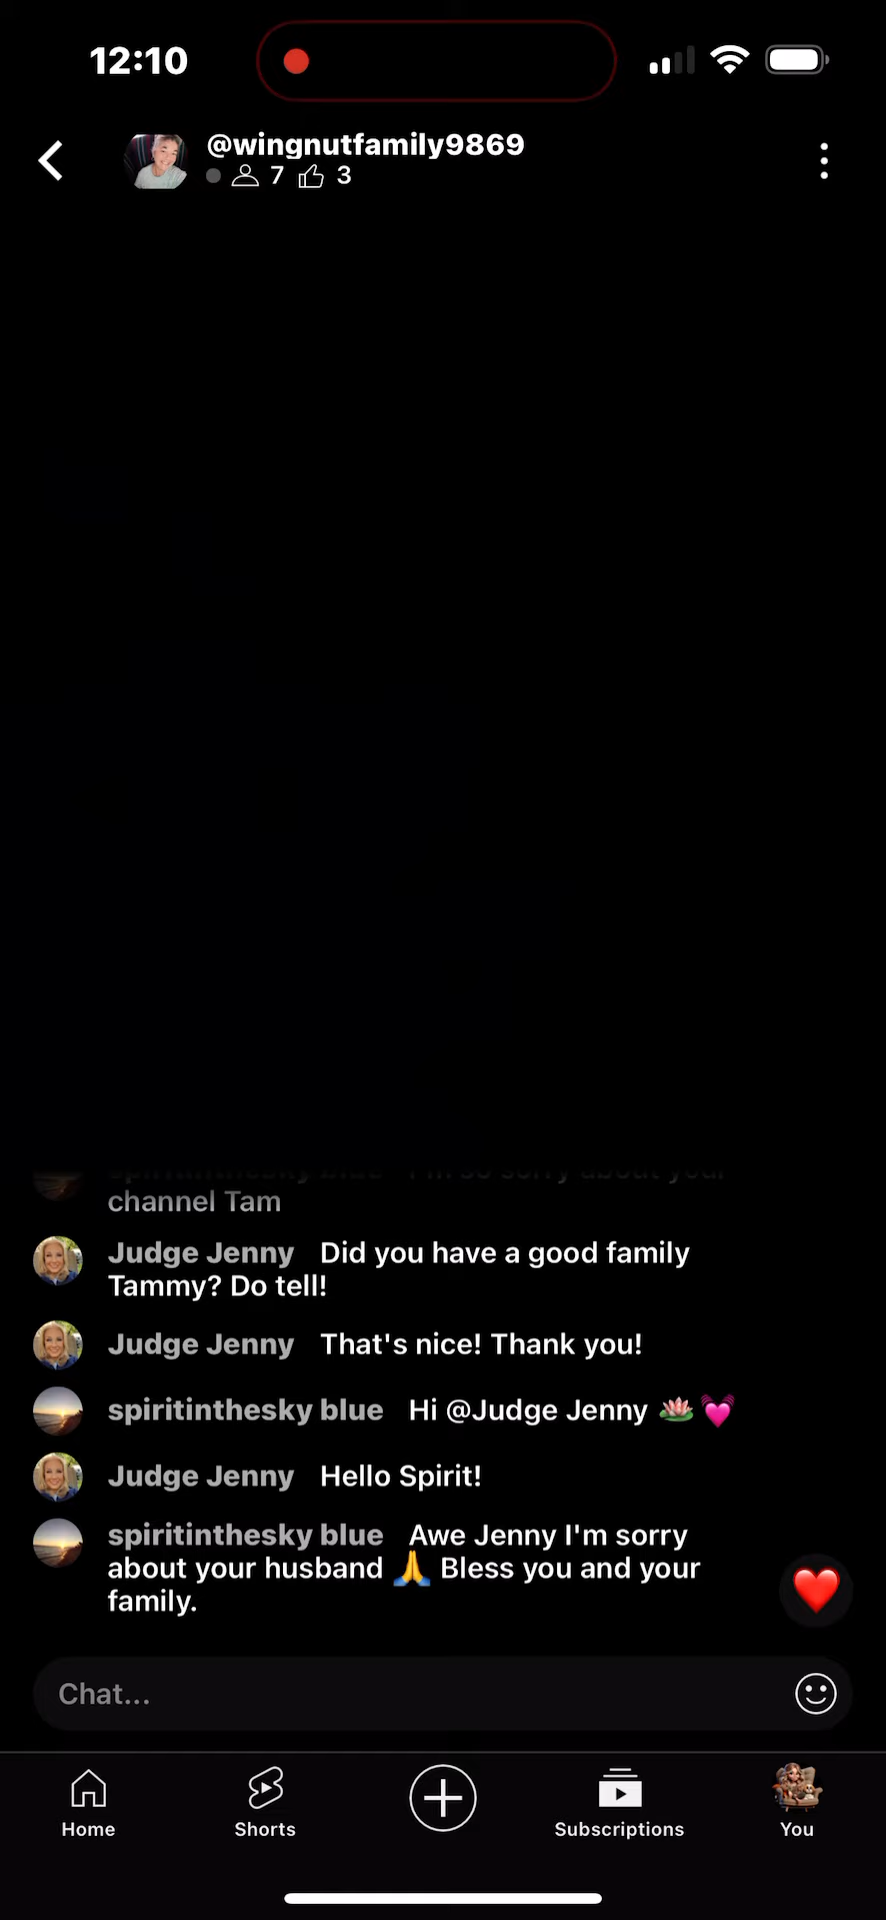 12:10
@wingnutfamily9869
7 3
channel Tam
Judge Jenny Did you have a good family
Tammy? Do tell!
Judge Jenny That's nice! Thank you!
spiritinthesky blue Hi @Judge Jenny 🪷 💓
Judge Jenny Hello Spirit!
spiritinthesky blue Awe Jenny I'm sorry
about your husband 🙏 Bless you and your
family.
Chat...
Home Shorts Subscriptions You